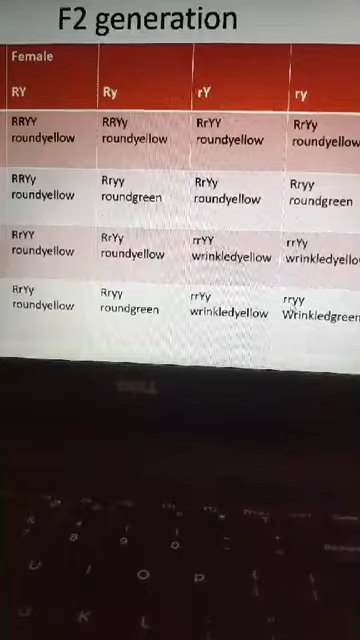 F2 generation
Female
RY Ry rY ry
RRYY RRYy RrYY RrYy
roundyellow roundyellow roundyellow roundyellow
RRYy Rryy RrYy Rryy
roundyellow roundgreen roundyellow roundgreen
RrYY RrYy rrYY rrYy
roundyellow roundyellow wrinkledyellow wrinkledyello
RrYy Rryy rrYy rryy
roundyellow roundgreen wrinkledyellow Wrinkledgreen
DELL
U I O P
J K L